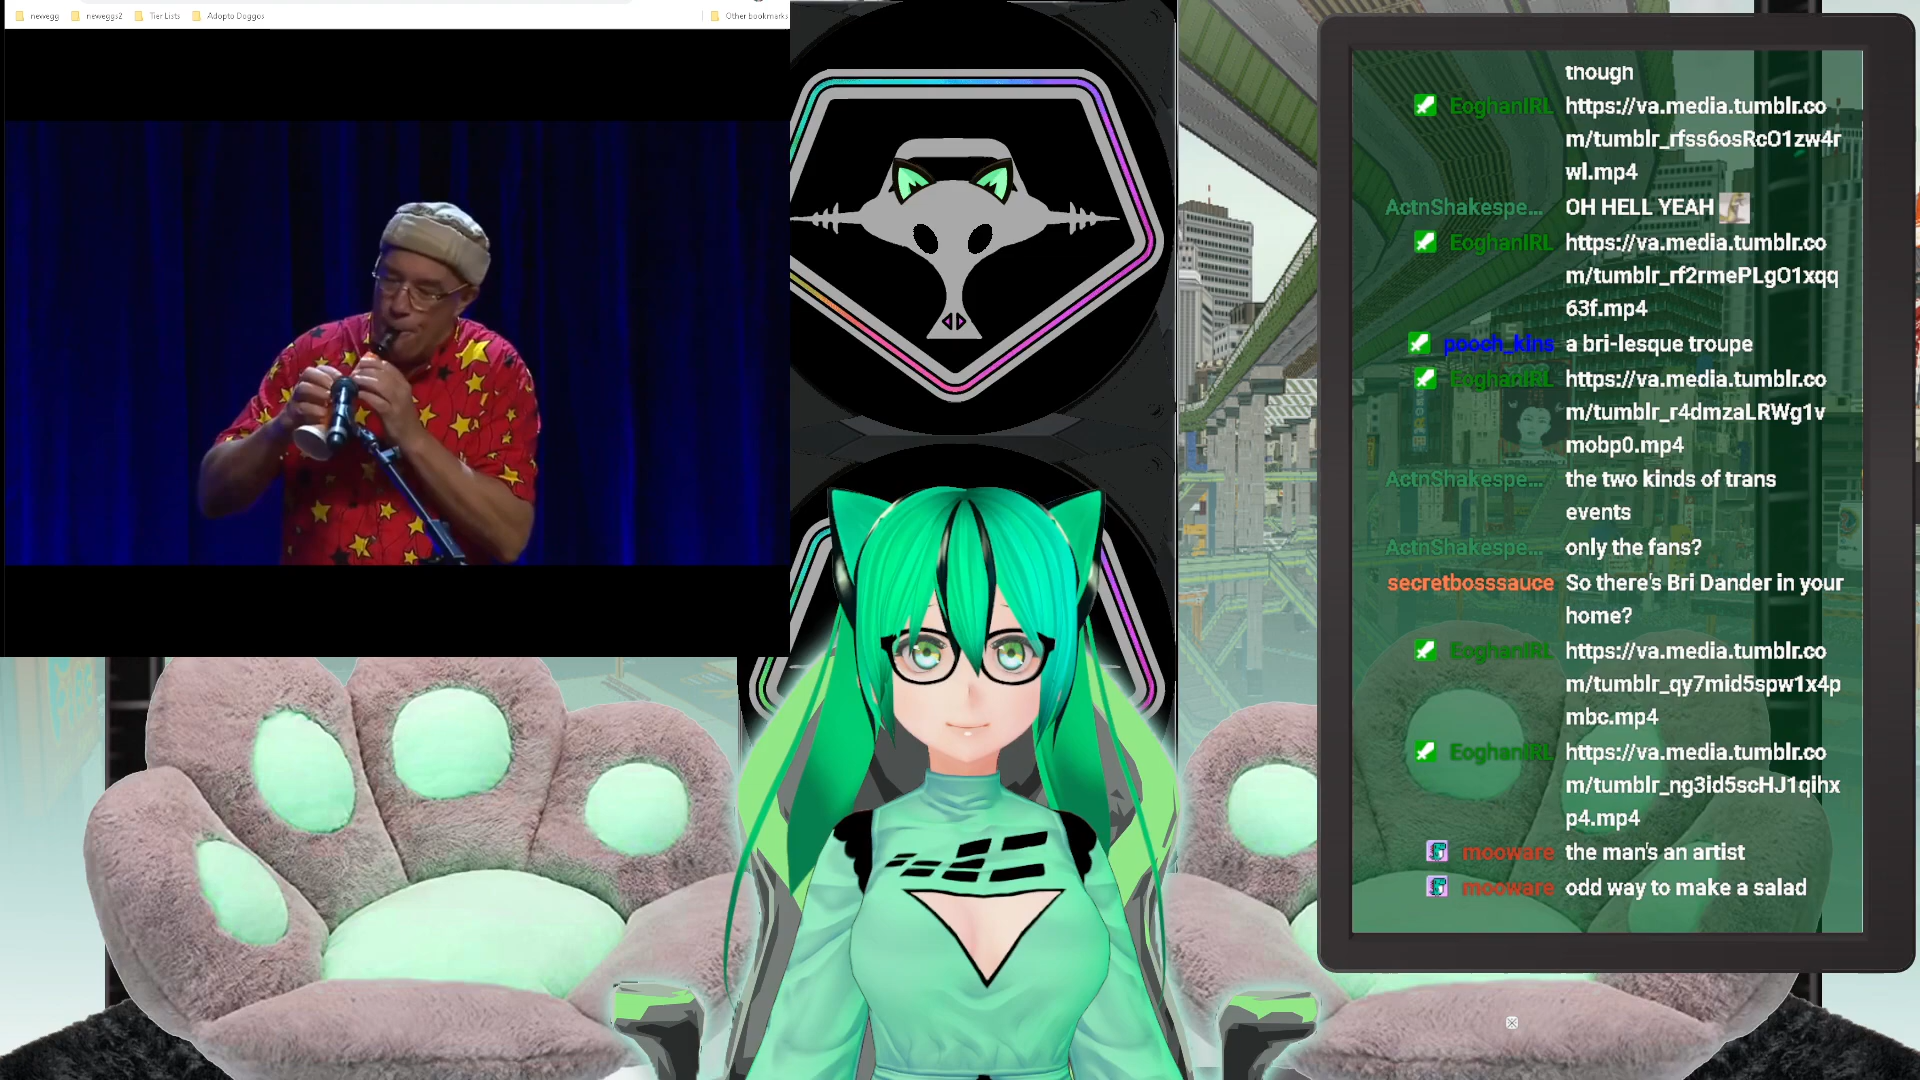 newegg neweggs2 Tier Lists Adopto Doggos Other bookmarks
though
EoghanIRL https://va.media.tumblr.co
m/tumblr_rfss6osRcO1zw4r
wl.mp4
ActnShakespe... OH HELL YEAH
EoghanIRL https://va.media.tumblr.co
m/tumblr_rf2rmePLgO1xqq
63f.mp4
pooch_kins a bri-lesque troupe
EoghanIRL https://va.media.tumblr.co
m/tumblr_r4dmzaLRWg1v
mobp0.mp4
ActnShakespe... the two kinds of trans
events
ActnShakespe... only the fans?
secretbosssauce So there's Bri Dander in your
home?
EoghanIRL https://va.media.tumblr.co
m/tumblr_qy7mid5spw1x4p
mbc.mp4
EoghanIRL https://va.media.tumblr.co
m/tumblr_ng3id5scHJ1qihx
p4.mp4
mooware the man's an artist
mooware odd way to make a salad